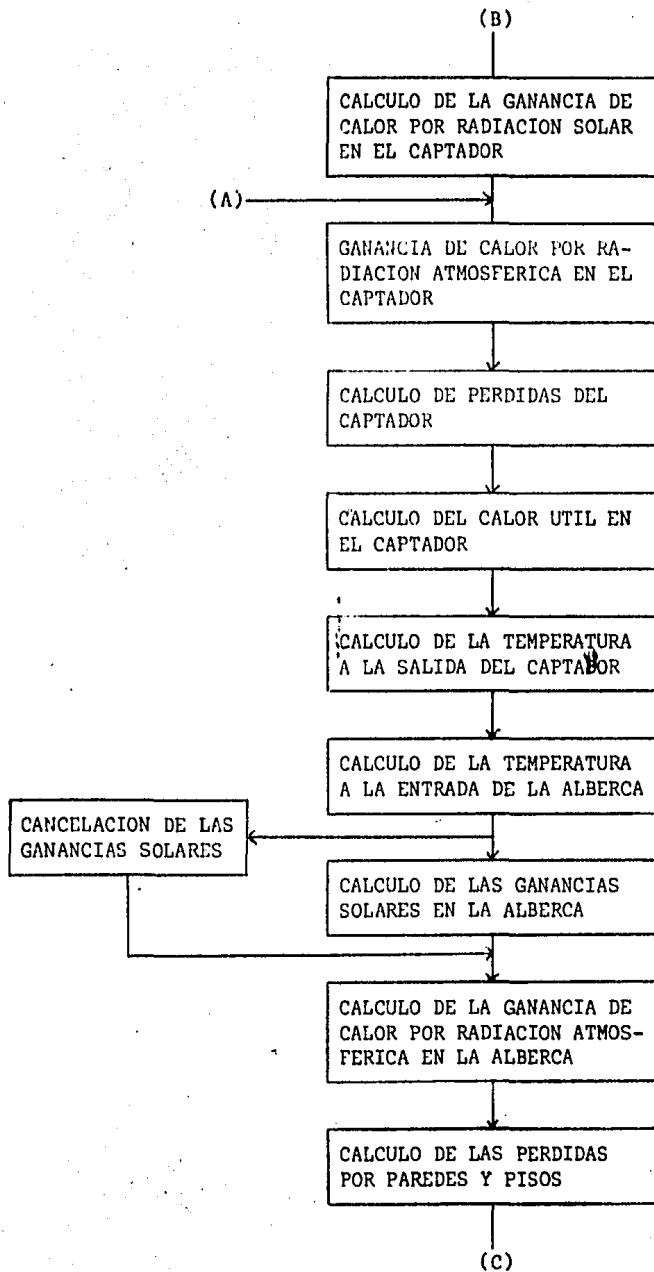 (B)
CALCULO DE LA GANANCIA DE
CALOR POR RADIACION SOLAR
EN EL CAPTADOR
(A)
GANANCIA DE CALOR POR RA-
DIACION ATMOSFERICA EN EL
CAPTADOR
CALCULO DE PERDIDAS DEL
CAPTADOR
CALCULO DEL CALOR UTIL EN
EL CAPTADOR
CALCULO DE LA TEMPERATURA
A LA SALIDA DEL CAPTADOR
CALCULO DE LA TEMPERATURA
A LA ENTRADA DE LA ALBERCA
CANCELACION DE LAS
GANANCIAS SOLARES
CALCULO DE LAS GANANCIAS
SOLARES EN LA ALBERCA
CALCULO DE LA GANANCIA DE
CALOR POR RADIACION ATMOS-
FERICA EN LA ALBERCA
CALCULO DE LAS PERDIDAS
POR PAREDES Y PISOS
(C)